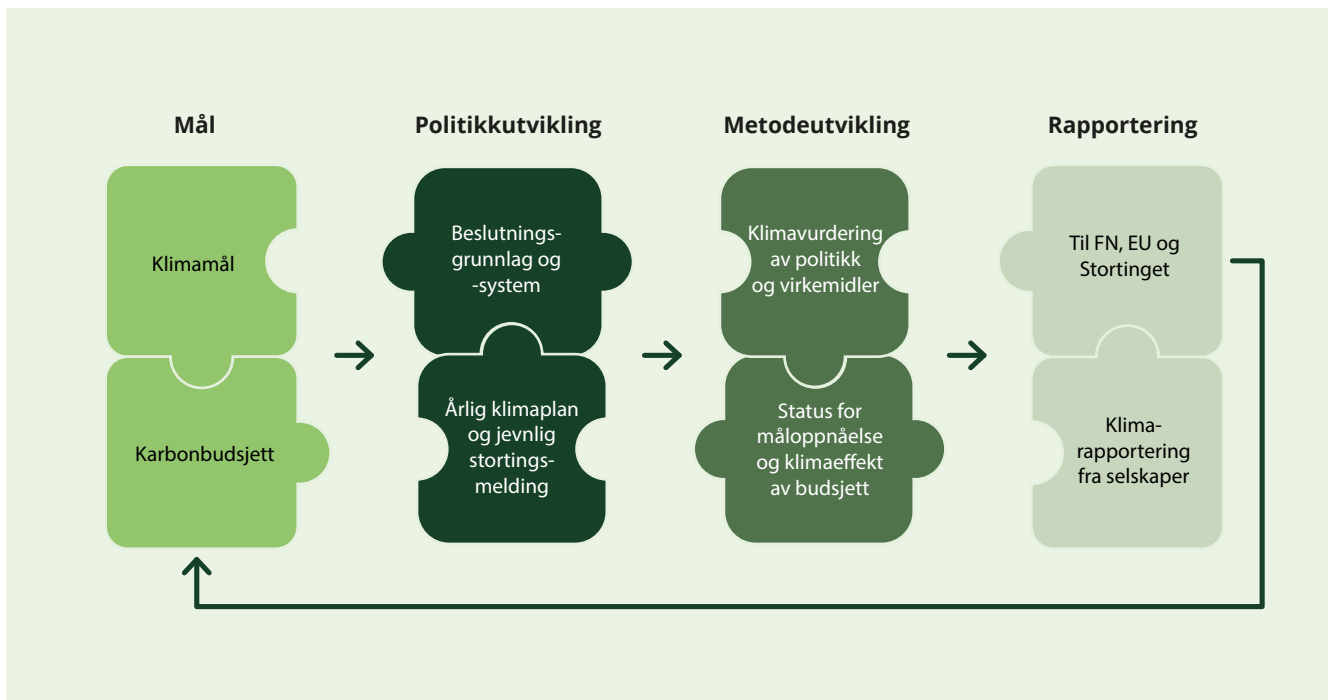 Mål
Klimamål
Karbonbudsjett
Politikkutvikling
Beslutnings-
grunnlag og
-system
Årlig klimaplan
og jevnlig
stortings-
melding
Metodeutvikling
Klimavurdering
av politikk
og virkemidler
Status for
måloppnåelse
og klimaeffekt
av budsjett
Rapportering
Til FN, EU og
Stortinget
Klima-
rapportering
fra selskaper